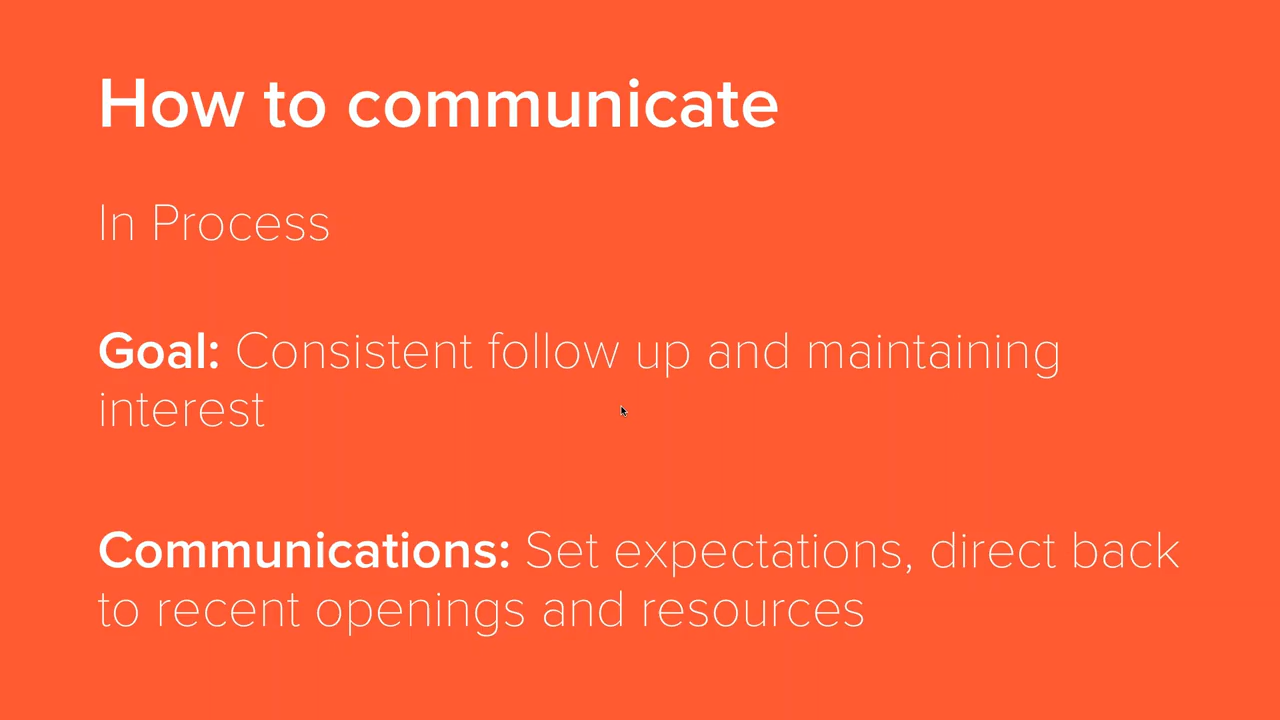 How to communicate
In Process
Goal: Consistent follow up and maintaining
interest
Communications: Set expectations, direct back
to recent openings and resources